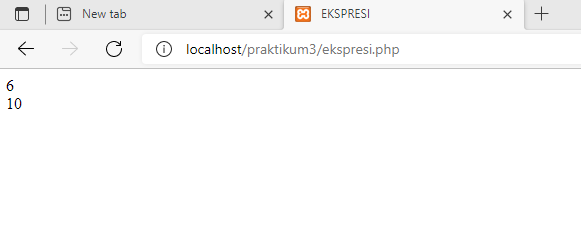 New tab
EKSPRESI
localhost/praktikum3/ekspresi.php
6
10